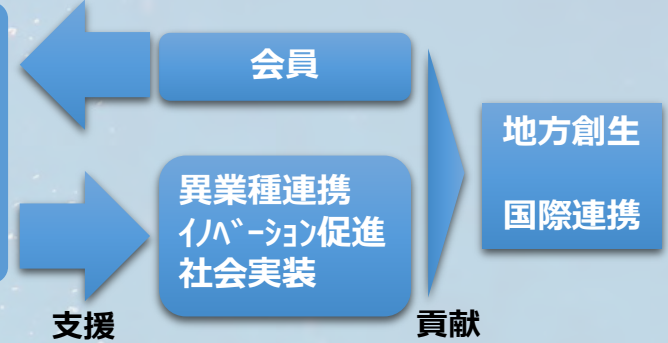 会員
異業種連携
ｲﾉﾍﾞｰｼｮﾝ促進
社会実装
地方創生
国際連携
支援
貢献